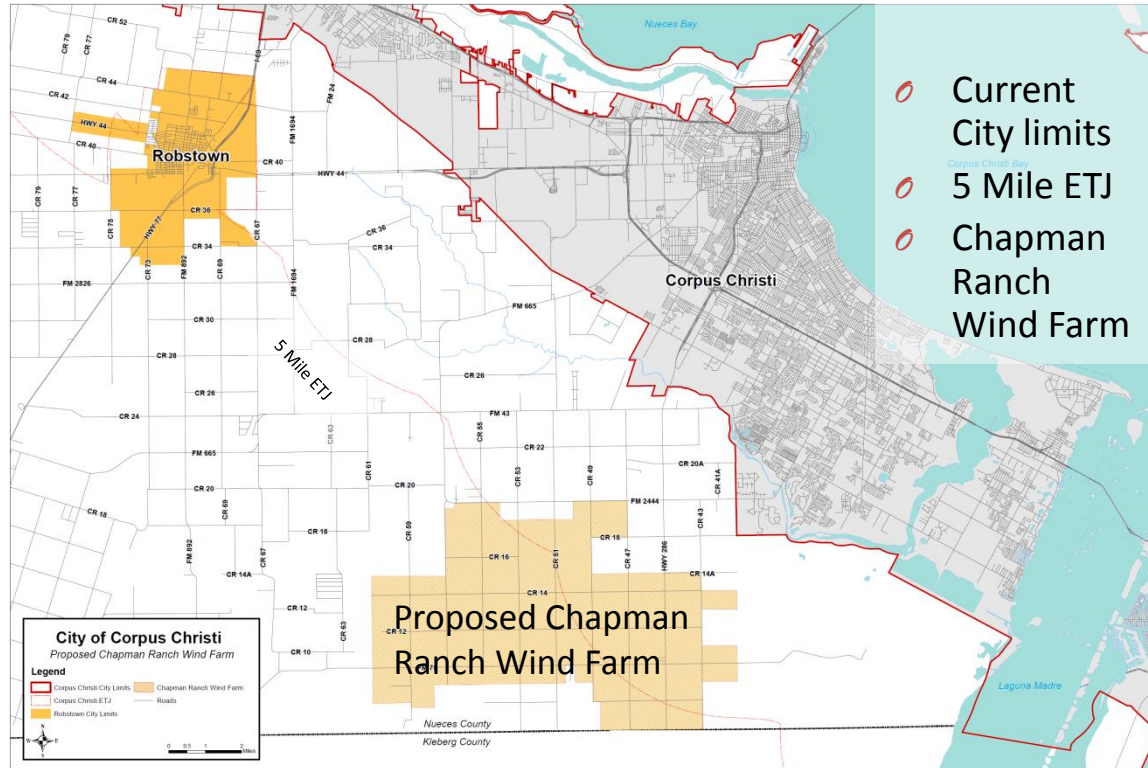 Nueces Bay
Current
City limits
Corpus Christi Bay
5 Mile ETJ
Chapman
Ranch
Wind Farm
CR 52
CR 79
CR 77
I-69
CR 44
CR 42
FM 24
HWY 44
FM 1694
CR 40
Robstown
CR 40
HWY 44
CR 79
CR 77
CR 75
CR 36
CR 67
CR 36
HWY 77
CR 34
CR 34
CR 73
FM 892
CR 69
FM 2826
FM 1694
Corpus Christi
FM 665
CR 30
5 Mile ETJ
CR 28
CR 28
CR 26
CR 26
CR 24
FM 43
CR 63
CR 55
CR 22
FM 665
CR 61
CR 53
CR 49
CR 20A
CR 41A
CR 20
CR 20
FM 2444
CR 18
CR 69
CR 59
CR 43
CR 18
CR 18
FM 892
CR 67
CR 16
CR 51
CR 47
HWY 286
CR 14A
CR 14A
CR 14
CR 12
Proposed Chapman
Ranch Wind Farm
CR 12
CR 63
CR 10
Laguna Madre
Nueces County
Kleberg County
City of Corpus Christi
Proposed Chapman Ranch Wind Farm
Legend
Corpus Christi City Limits
Chapman Ranch Wind Farm
Corpus Christi ETJ
Roads
Robstown City Limits
N
W
E
S
0 0.5 1 2
Miles